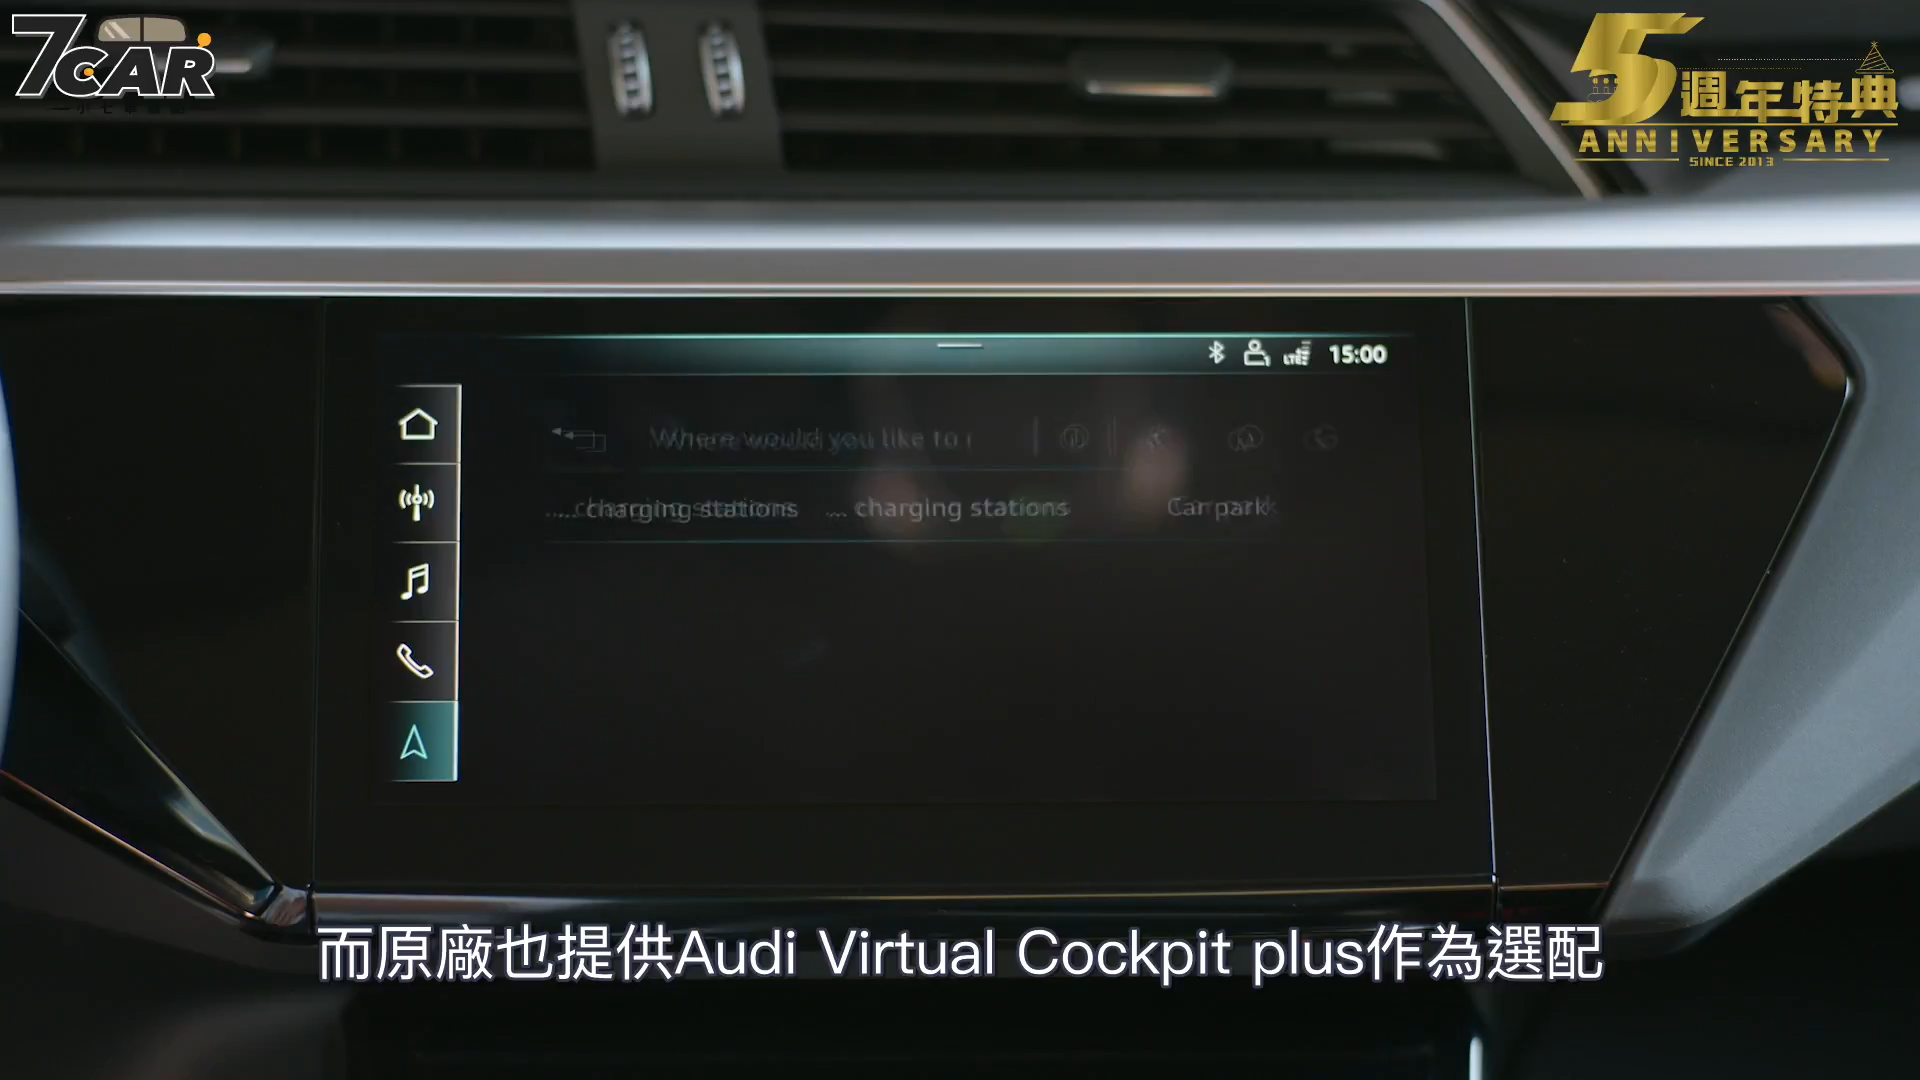 7CAR
5週年特典
ANNIVERSARY
SINCE 2013
LTE 15:00
Where would you like to
..... charging stations .... charging stations Car park
而原廠也提供Audi Virtual Cockpit plus作為選配